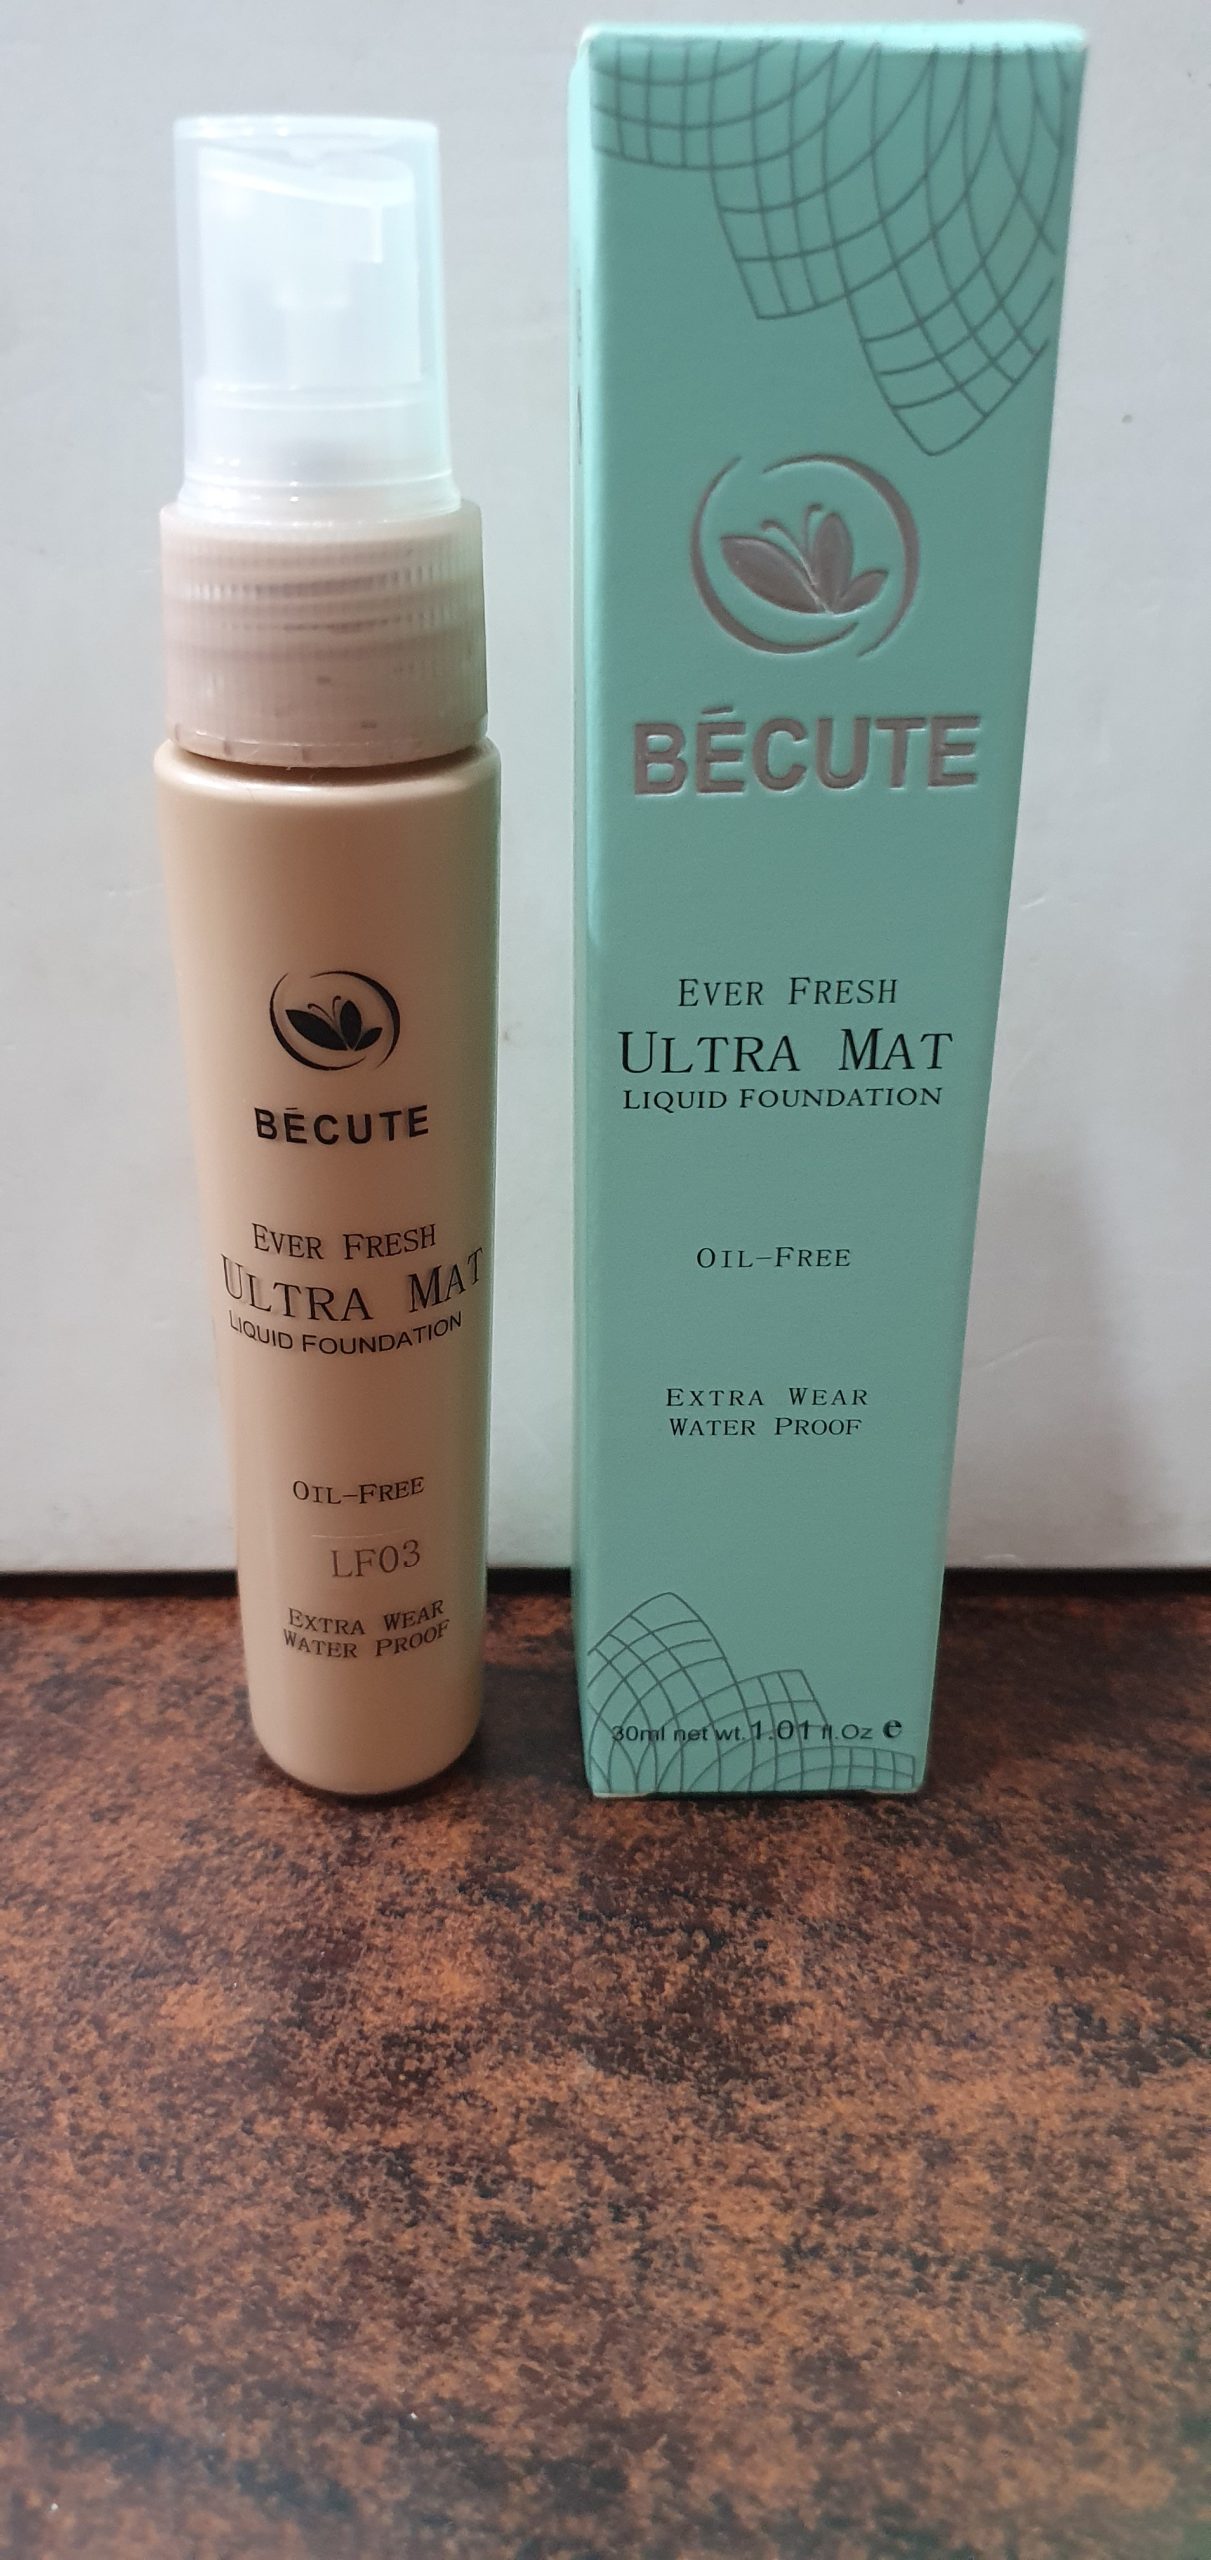 BÉCUTE
EVER FRESH
ULTRA MAT
LIQUID FOUNDATION
OIL-FREE
LF03
EXTRA WEAR
WATER PROOF
BÉCUTE
EVER FRESH
ULTRA MAT
LIQUID FOUNDATION
OIL-FREE
EXTRA WEAR
WATER PROOF
30ml net wt. 1.01 fl.Oz e